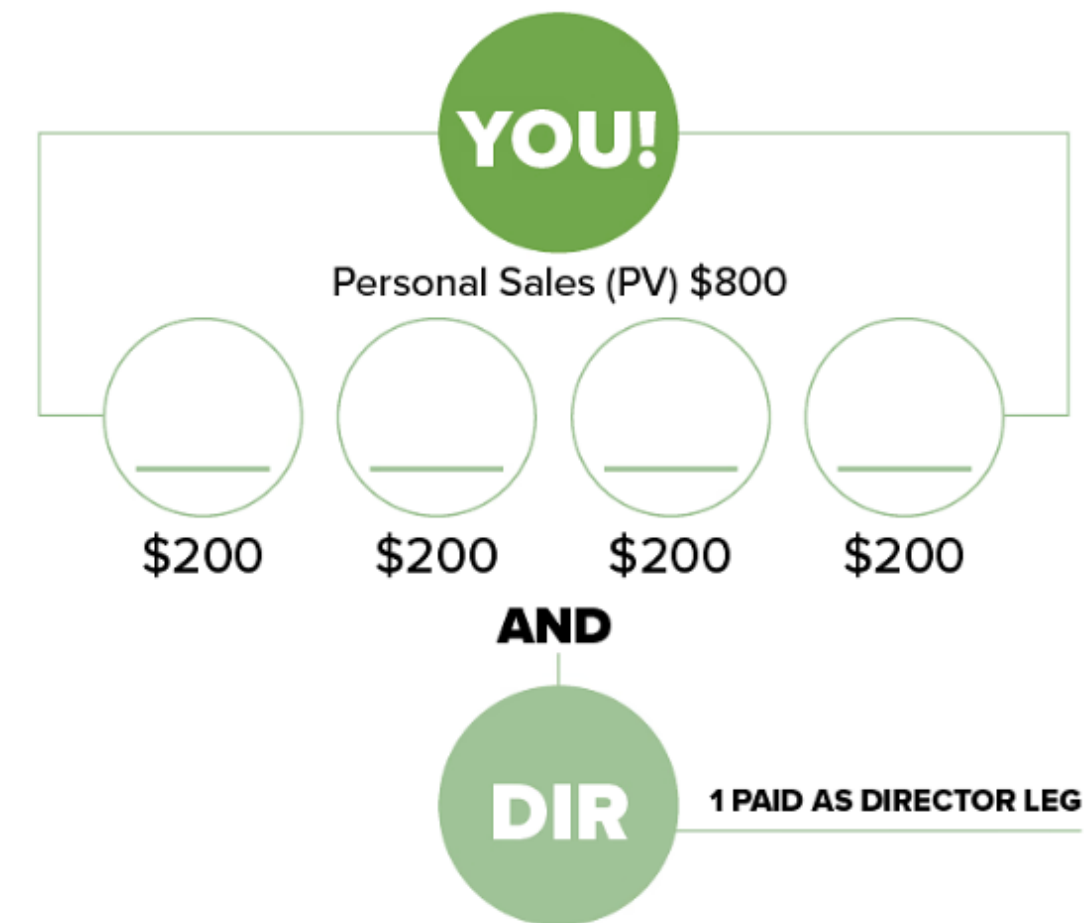 YOU!
Personal Sales (PV) $800
$200 $200 $200 $200
AND
DIR
1 PAID AS DIRECTOR LEG